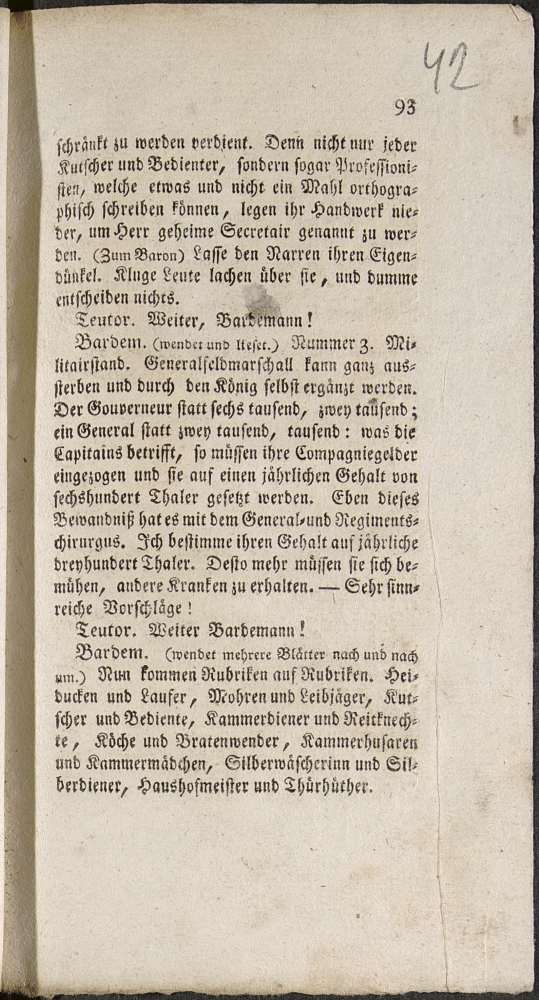 42
93
schränkt zu werden verdient. Denn nicht nur jeder
Kutscher und Bedienter, sondern sogar Professioni-
sten, welche etwas und nicht ein Mahl orthogra-
phisch schreiben können, legen ihr Handwerk nie-
der, um Herr geheime Secretair genannt zu wer-
den. (Zum Baron) Lasse den Narren ihren Eigen-
dünkel. Kluge Leute lachen über sie, und dumme
entscheiden nichts.
Teutor. Weiter, Bardemann!
Bardem. (wendet und lieset.) Nummer 3. Mi-
litairstand. Generalfeldmarschall kann ganz aus-
sterben und durch den König selbst ergänzt werden.
Der Gouverneur statt sechs tausend, zwey tausend;
ein General statt zwey tausend, tausend: was die
Capitains betrifft, so müssen ihre Compagniegelder
eingezogen und sie auf einen jährlichen Gehalt von
sechshundert Thaler gesetzt werden. Eben dieses
Bewandniß hat es mit dem General-und Regiments-
chirurgus. Ich bestimme ihren Gehalt auf jährliche
dreyhundert Thaler. Desto mehr müssen sie sich be-
mühen, andere Kranken zu erhalten. — Sehr sinn-
reiche Vorschläge!
Teutor. Weiter Bardemann!
Bardem. (wendet mehrere Blätter nach und nach
um.) Nun kommen Rubriken auf Rubriken. Hei-
ducken und Laufer, Mohren und Leibjäger, Kut-
scher und Bediente, Kammerdiener und Reitknech-
te, Köche und Bratenwender, Kammerhusaren
und Kammermädchen, Silberwäscherinn und Sil-
berdiener, Haushofmeister und Thürhüther.